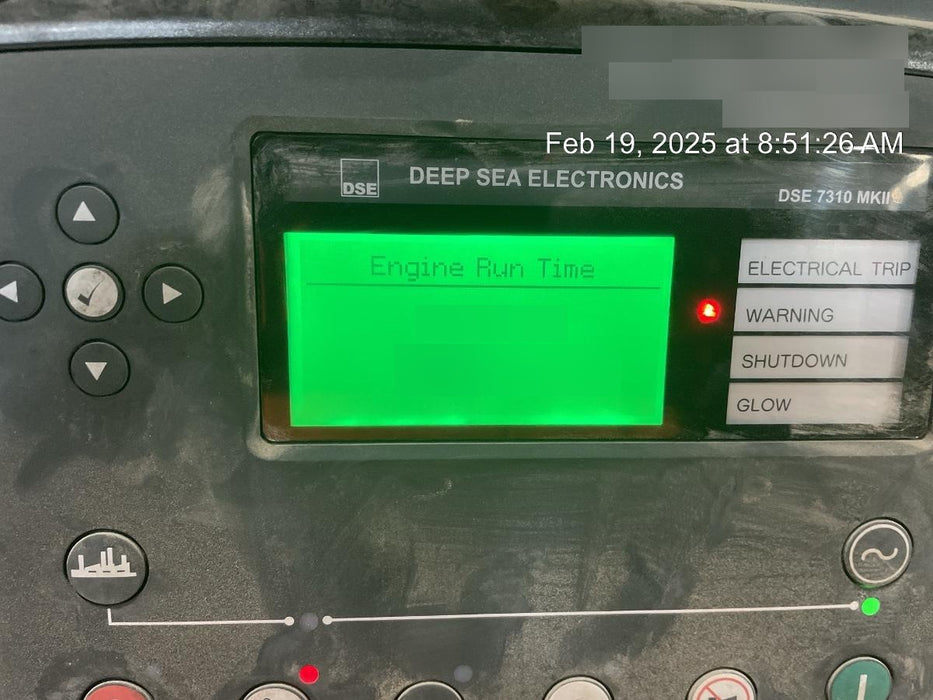 Feb 19, 2025 at 8:51:26 AM
DSE
DEEP SEA ELECTRONICS
DSE 7310 MKII
Engine Run Time
ELECTRICAL TRIP
WARNING
SHUTDOWN
GLOW